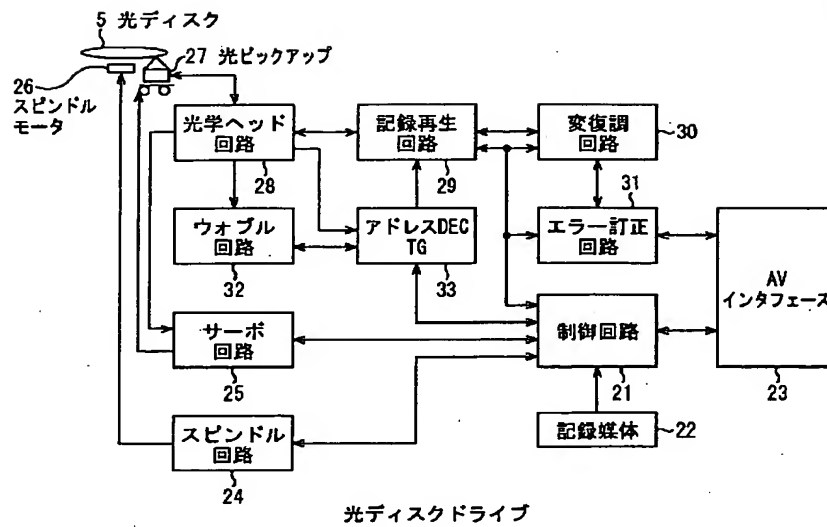 5 光ディスク
27 光ピックアップ
26
スピンドル
モータ
光学ヘッド
回路
28
記録再生
回路
29
変復調
回路
30
31
エラー訂正
回路
ウォブル
回路
32
アドレスDEC
TG
33
AV
インタフェース
23
サーボ
回路
25
制御回路
21
記録媒体
22
スピンドル
回路
24
光ディスクドライブ